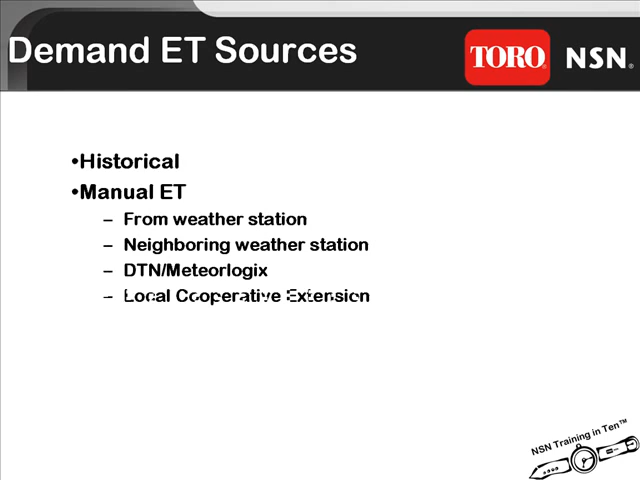 Demand ET Sources
TORO® NSN®
•Historical
•Manual ET
– From weather station
– Neighboring weather station
– DTN/Meteorlogix
– Local Cooperative Extension
NSN Training in Ten™